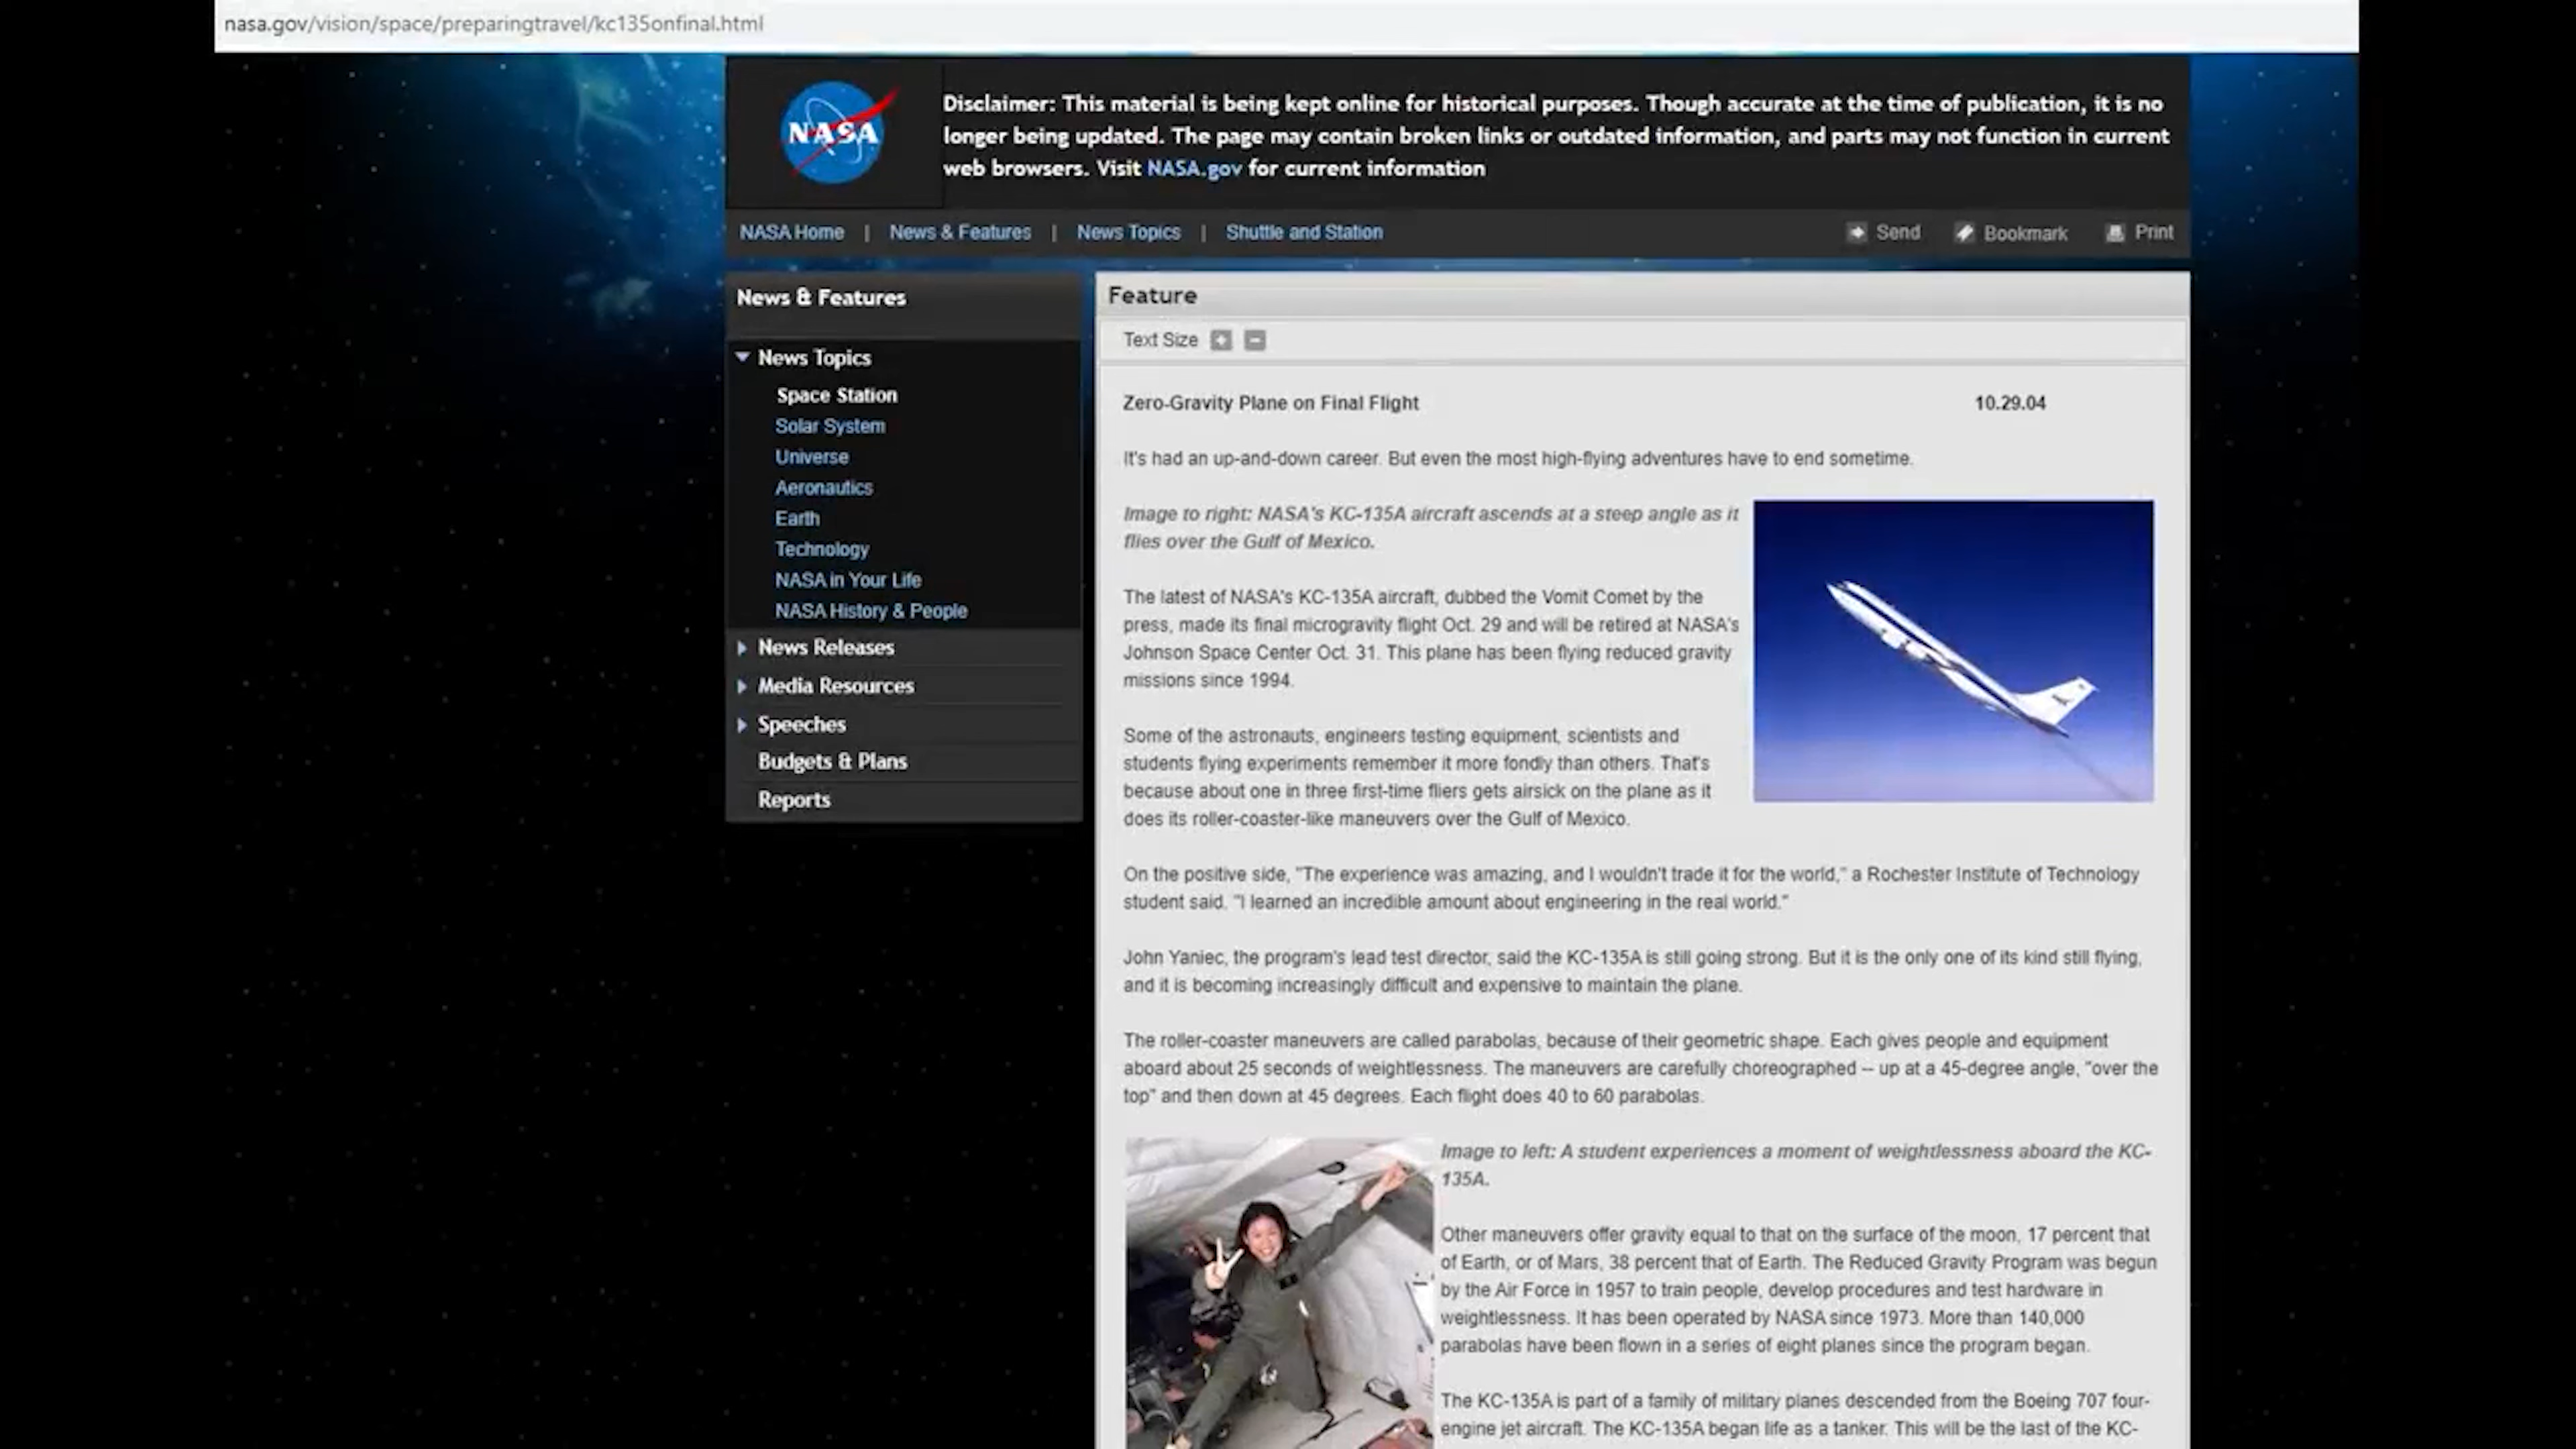 nasa.gov/vision/space/preparingtravel/kc135onfinal.html
NASA
Disclaimer: This material is being kept online for historical purposes. Though accurate at the time of publication, it is no
longer being updated. The page may contain broken links or outdated information, and parts may not function in current
web browsers. Visit NASA.gov for current information
NASA Home | News & Features | News Topics | Shuttle and Station
Send Bookmark Print
News & Features
News Topics
Space Station
Solar System
Universe
Aeronautics
Earth
Technology
NASA in Your Life
NASA History & People
News Releases
Media Resources
Speeches
Budgets & Plans
Reports
Feature
Text Size + -
Zero-Gravity Plane on Final Flight 10.29.04
It's had an up-and-down career. But even the most high-flying adventures have to end sometime.
Image to right: NASA's KC-135A aircraft ascends at a steep angle as it
flies over the Gulf of Mexico.
The latest of NASA's KC-135A aircraft, dubbed the Vomit Comet by the
press, made its final microgravity flight Oct. 29 and will be retired at NASA's
Johnson Space Center Oct. 31. This plane has been flying reduced gravity
missions since 1994.
Some of the astronauts, engineers testing equipment, scientists and
students flying experiments remember it more fondly than others. That's
because about one in three first-time fliers gets airsick on the plane as it
does its roller-coaster-like maneuvers over the Gulf of Mexico.
On the positive side, "The experience was amazing, and I wouldn't trade it for the world," a Rochester Institute of Technology
student said. "I learned an incredible amount about engineering in the real world."
John Yaniec, the program's lead test director, said the KC-135A is still going strong. But it is the only one of its kind still flying,
and it is becoming increasingly difficult and expensive to maintain the plane.
The roller-coaster maneuvers are called parabolas, because of their geometric shape. Each gives people and equipment
aboard about 25 seconds of weightlessness. The maneuvers are carefully choreographed -- up at a 45-degree angle, "over the
top" and then down at 45 degrees. Each flight does 40 to 60 parabolas.
Image to left: A student experiences a moment of weightlessness aboard the KC-
135A.
Other maneuvers offer gravity equal to that on the surface of the moon, 17 percent that
of Earth, or of Mars, 38 percent that of Earth. The Reduced Gravity Program was begun
by the Air Force in 1957 to train people, develop procedures and test hardware in
weightlessness. It has been operated by NASA since 1973. More than 140,000
parabolas have been flown in a series of eight planes since the program began.
The KC-135A is part of a family of military planes descended from the Boeing 707 four-
engine jet aircraft. The KC-135A began life as a tanker. This will be the last of the KC-